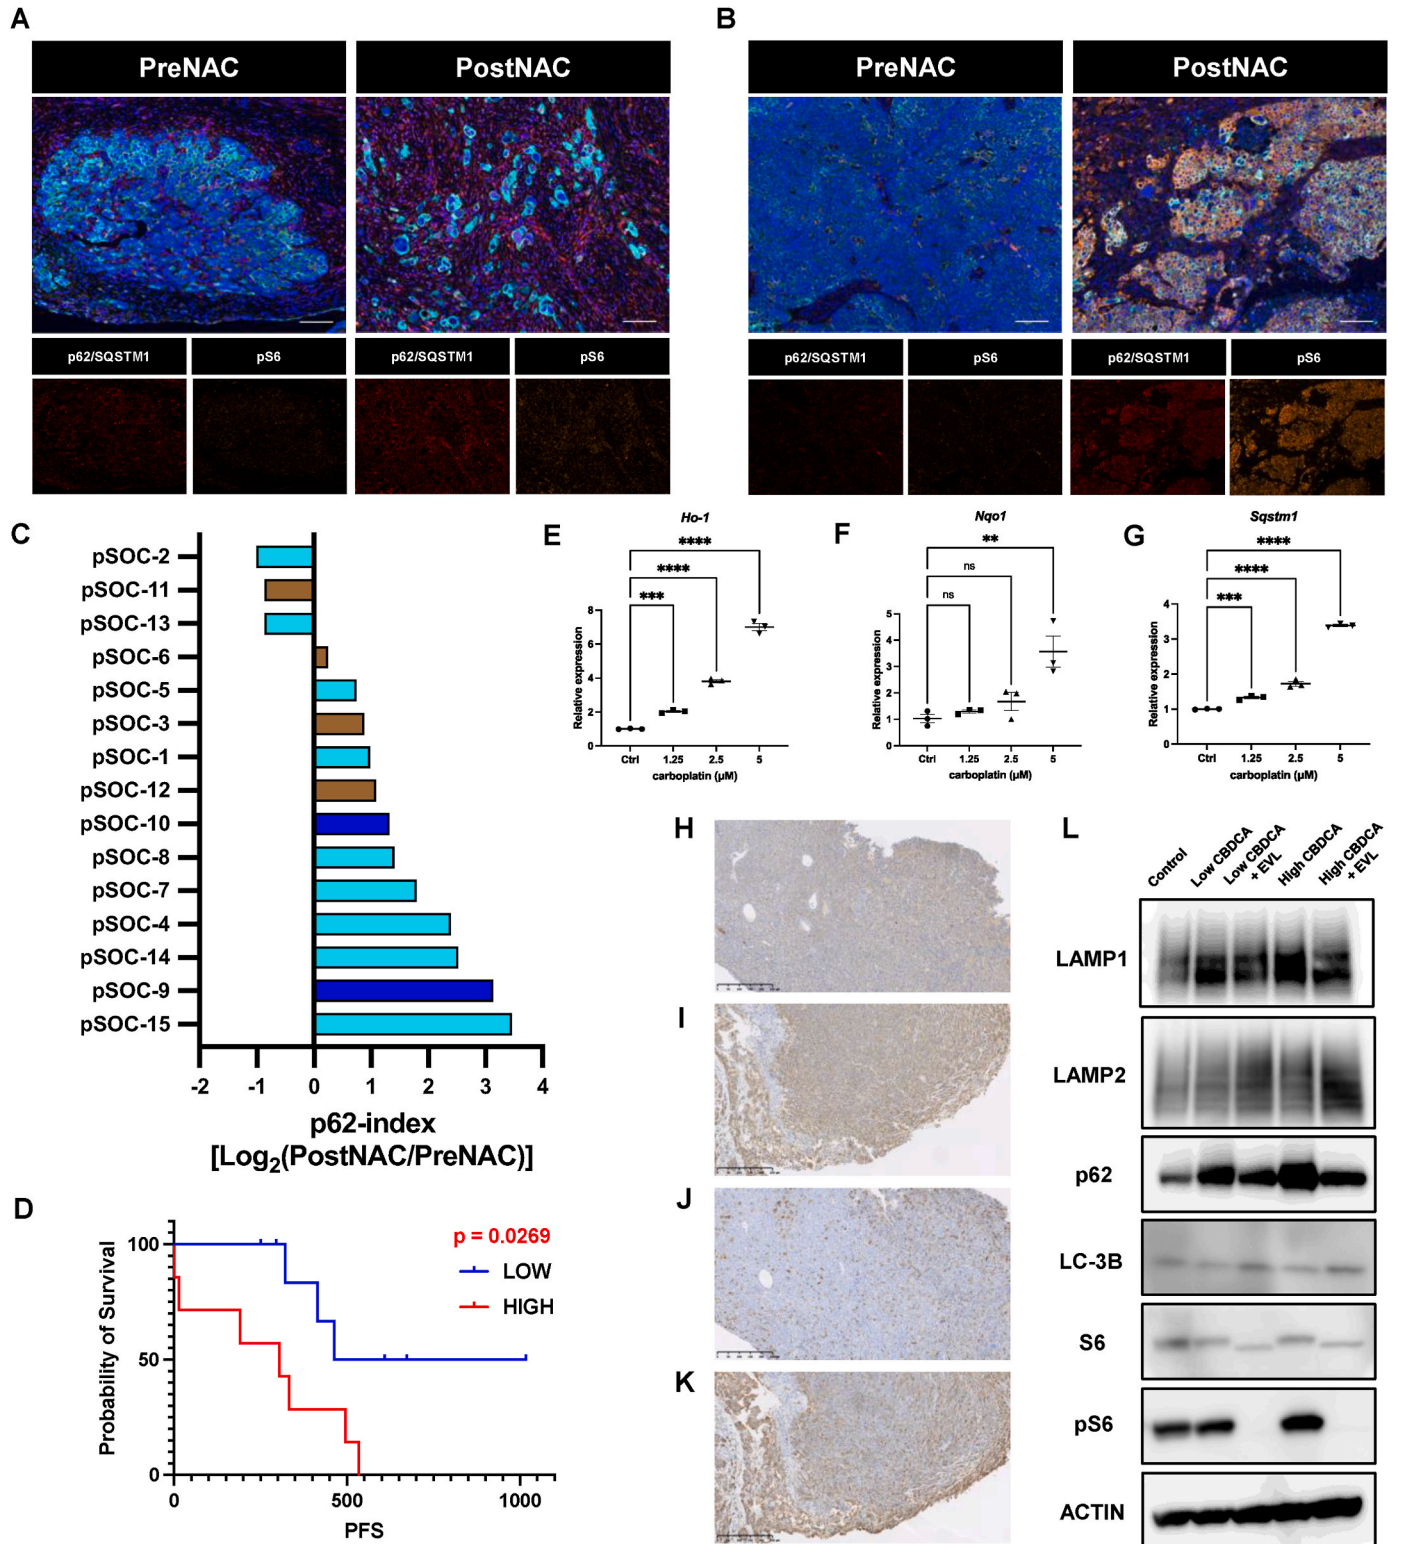 A
B
PreNAC
PostNAC
PreNAC
PostNAC
p62/SQSTM1
pS6
p62/SQSTM1
pS6
p62/SQSTM1
pS6
p62/SQSTM1
pS6
C
pSOC-2
pSOC-11
pSOC-13
pSOC-6
pSOC-5
pSOC-3
pSOC-1
pSOC-12
pSOC-10
pSOC-8
pSOC-7
pSOC-4
pSOC-14
pSOC-9
pSOC-15
-2 -1 0 1 2 3 4
p62-index
[Log2(PostNAC/PreNAC)]
D
Probability of Survival
100
50
0
0 500 1000
PFS
p = 0.0269
LOW
HIGH
E
Ho-1
****
****
***
Relative expression
8
6
4
2
0
Ctrl 1.25 2.5 5
carboplatin (µM)
F
Nqo1
**
ns
ns
Relative expression
5
4
3
2
1
0
Ctrl 1.25 2.5 5
carboplatin (µM)
G
Sqstm1
****
****
***
Relative expression
4
3
2
1
0
Ctrl 1.25 2.5 5
carboplatin (µM)
H
I
J
K
L
Control
Low CBDCA
Low CBDCA
+ EVL
High CBDCA
High CBDCA
+ EVL
LAMP1
LAMP2
p62
LC-3B
S6
pS6
ACTIN